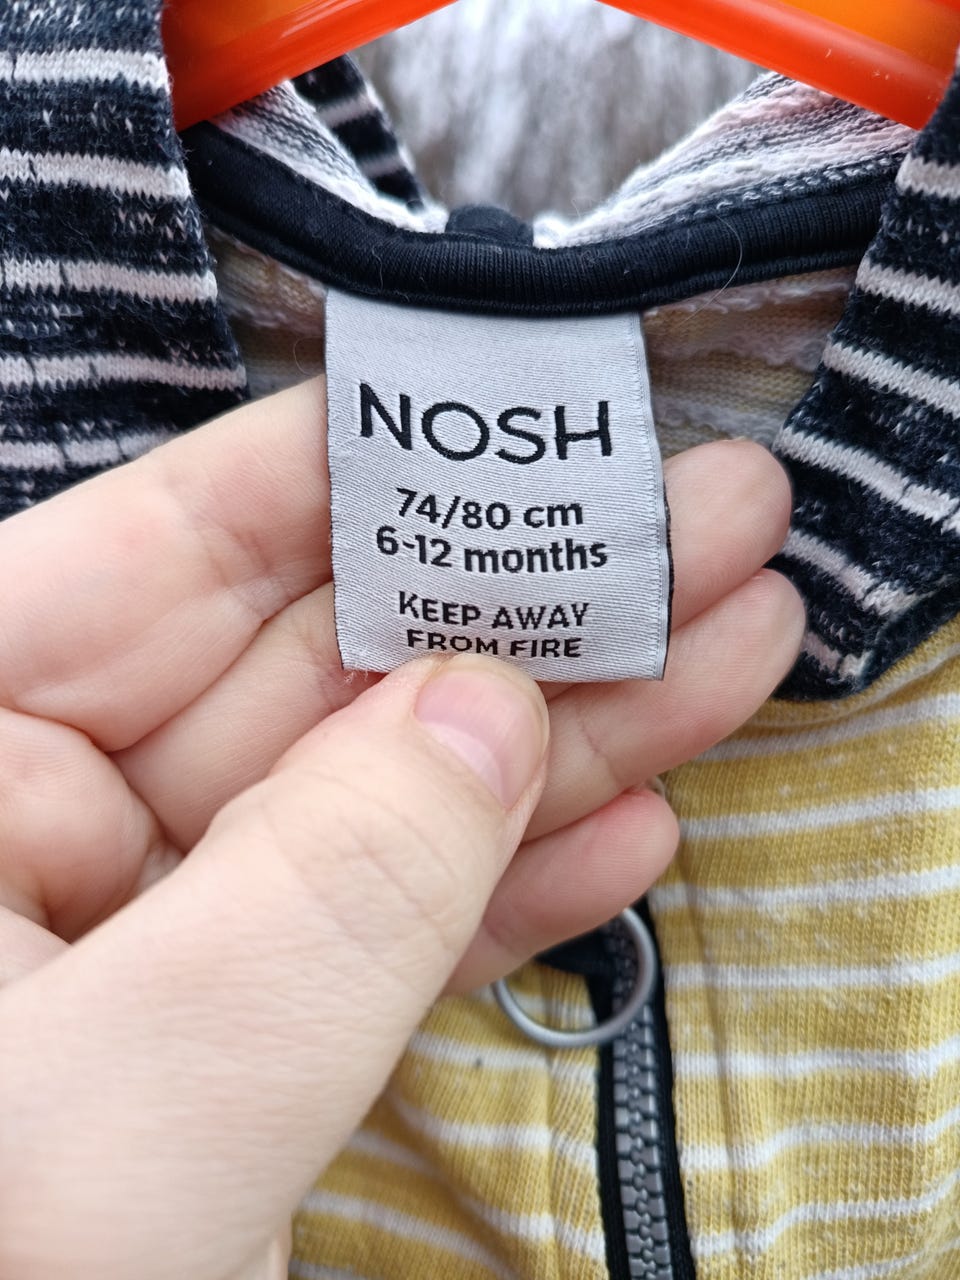 NOSH
74/80 cm
6-12 months
KEEP AWAY
FROM FIRE